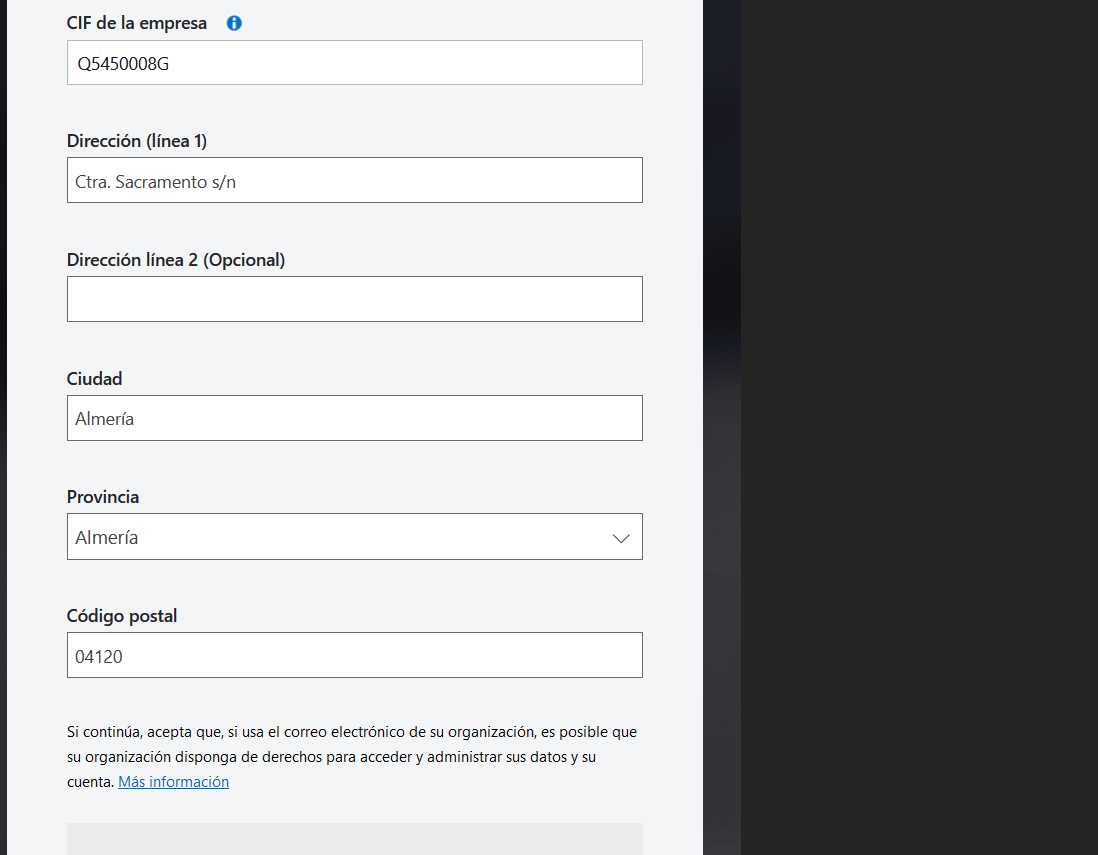 CIF de la empresa
Q5450008G
Dirección (línea 1)
Ctra. Sacramento s/n
Dirección línea 2 (Opcional)
Ciudad
Almería
Provincia
Almería
Código postal
04120
Si continúa, acepta que, si usa el correo electrónico de su organización, es posible que
su organización disponga de derechos para acceder y administrar sus datos y su
cuenta. Más información